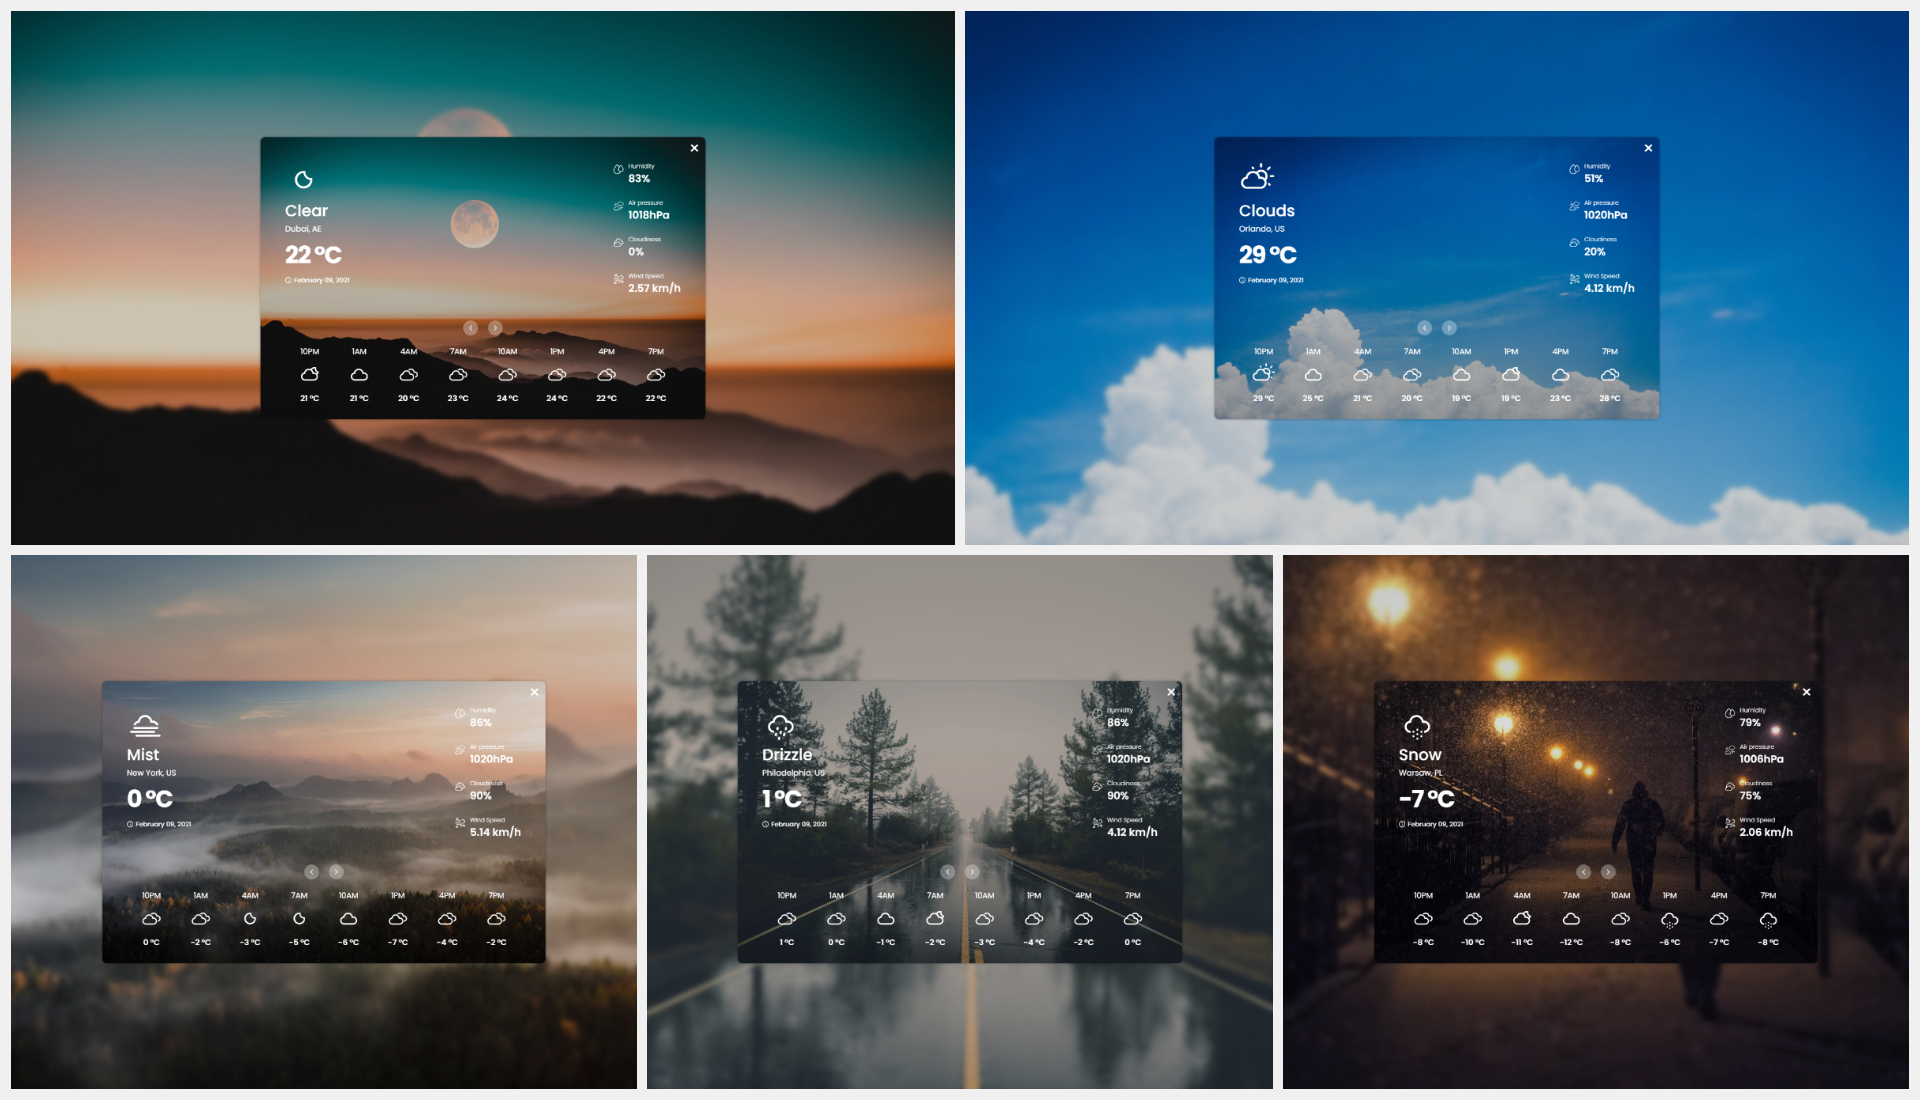 Clear
Dubai, AE
22 °C
February 09, 2021
Humidity
83%
Air pressure
1018hPa
Cloudiness
0%
Wind Speed
2.57 km/h
10PM 1AM 4AM 7AM 10AM 1PM 4PM 7PM
21 °C 21 °C 20 °C 23 °C 24 °C 24 °C 22 °C 22 °C
Clouds
Orlando, US
29 °C
February 09, 2021
Humidity
51%
Air pressure
1020hPa
Cloudiness
20%
Wind Speed
4.12 km/h
10PM 1AM 4AM 7AM 10AM 1PM 4PM 7PM
29 °C 25 °C 21 °C 20 °C 19 °C 19 °C 23 °C 28 °C
Mist
New York, US
0 °C
February 09, 2021
Humidity
86%
Air pressure
1020hPa
Cloudiness
90%
Wind Speed
5.14 km/h
10PM 1AM 4AM 7AM 10AM 1PM 4PM 7PM
0 °C -2 °C -3 °C -5 °C -6 °C -7 °C -4 °C -2 °C
Drizzle
Philadelphia, US
1 °C
February 09, 2021
Humidity
86%
Air pressure
1020hPa
Cloudiness
90%
Wind Speed
4.12 km/h
10PM 1AM 4AM 7AM 10AM 1PM 4PM 7PM
1 °C 0 °C -1 °C -2 °C -3 °C -4 °C -2 °C 0 °C
Snow
Warsaw, PL
-7 °C
February 09, 2021
Humidity
79%
Air pressure
1006hPa
Cloudiness
75%
Wind Speed
2.06 km/h
10PM 1AM 4AM 7AM 10AM 1PM 4PM 7PM
-8 °C -10 °C -11 °C -12 °C -8 °C -6 °C -7 °C -8 °C